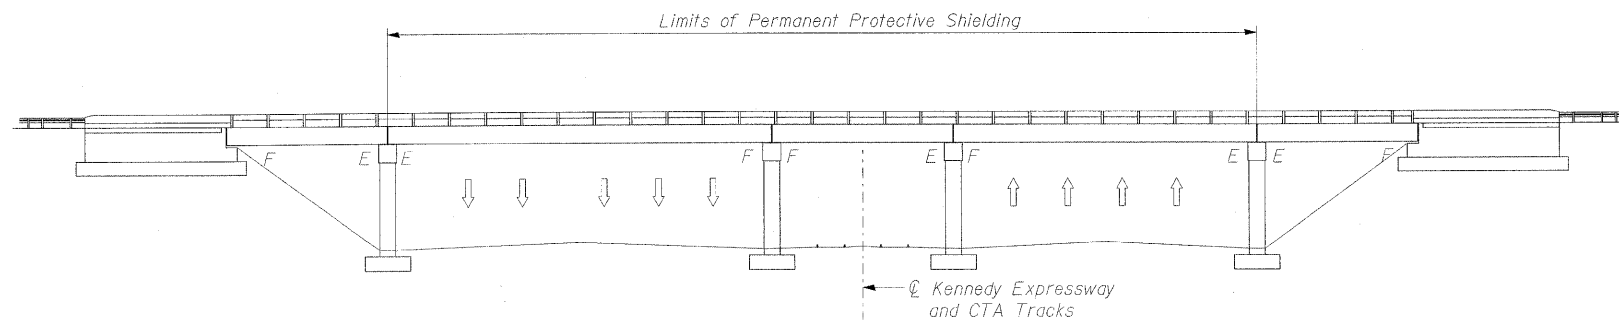 Limits of Permanent Protective Shielding
F E E F F E F E E F
℄ Kennedy Expressway
and CTA Tracks